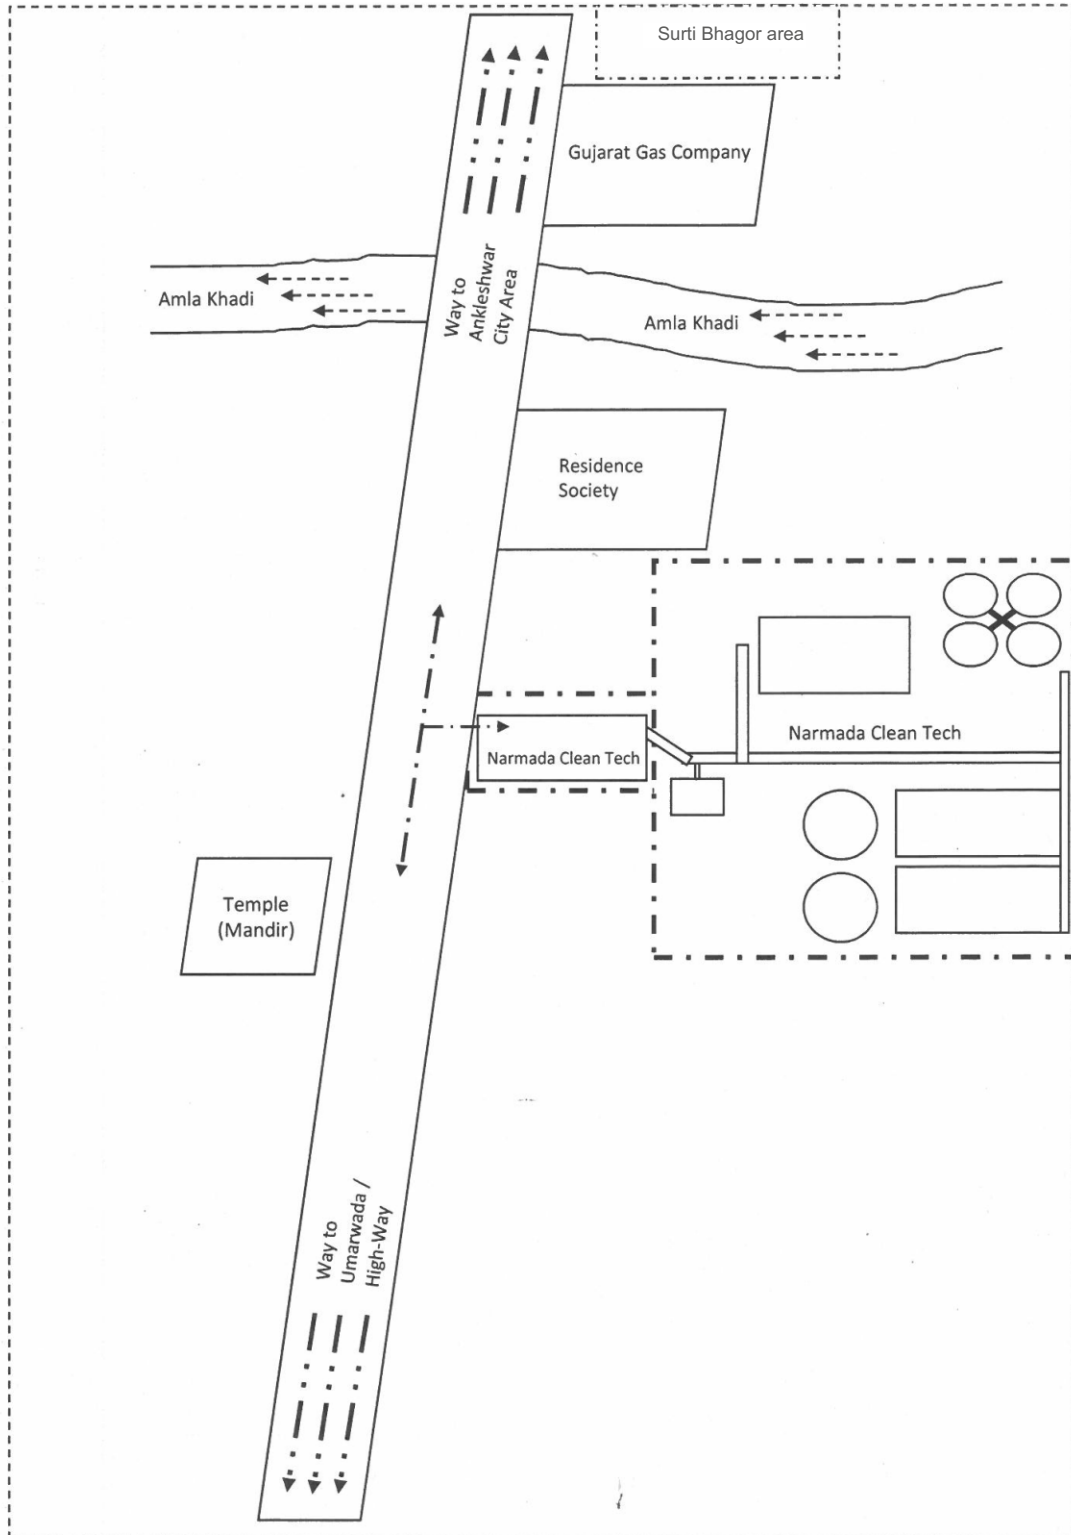 Surti Bhagor area
Gujarat Gas Company
Way to
Ankleshwar
City Area
Amla Khadi
Amla Khadi
Residence
Society
Narmada Clean Tech
Narmada Clean Tech
Temple
(Mandir)
Way to
Umarwada /
High-Way